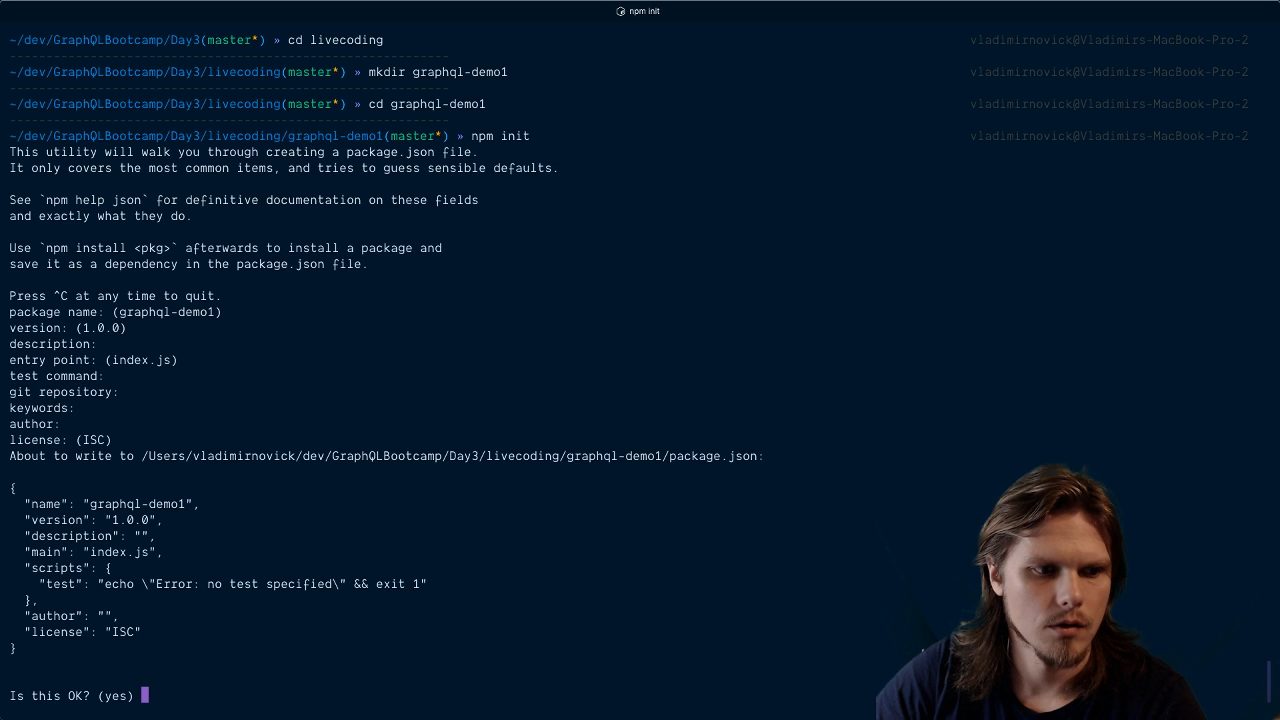 npm init
~/dev/GraphQLBootcamp/Day3(master*) » cd livecoding vladimirnovick@Vladimirs-MacBook-Pro-2
------------------------------------------------------------
~/dev/GraphQLBootcamp/Day3/livecoding(master*) » mkdir graphql-demo1 vladimirnovick@Vladimirs-MacBook-Pro-2
------------------------------------------------------------
~/dev/GraphQLBootcamp/Day3/livecoding(master*) » cd graphql-demo1 vladimirnovick@Vladimirs-MacBook-Pro-2
------------------------------------------------------------
~/dev/GraphQLBootcamp/Day3/livecoding/graphql-demo1(master*) » npm init vladimirnovick@Vladimirs-MacBook-Pro-2
This utility will walk you through creating a package.json file.
It only covers the most common items, and tries to guess sensible defaults.

See `npm help json` for definitive documentation on these fields
and exactly what they do.

Use `npm install <pkg>` afterwards to install a package and
save it as a dependency in the package.json file.

Press ^C at any time to quit.
package name: (graphql-demo1)
version: (1.0.0)
description:
entry point: (index.js)
test command:
git repository:
keywords:
author:
license: (ISC)
About to write to /Users/vladimirnovick/dev/GraphQLBootcamp/Day3/livecoding/graphql-demo1/package.json:

{
  "name": "graphql-demo1",
  "version": "1.0.0",
  "description": "",
  "main": "index.js",
  "scripts": {
    "test": "echo \"Error: no test specified\" && exit 1"
  },
  "author": "",
  "license": "ISC"
}

Is this OK? (yes)